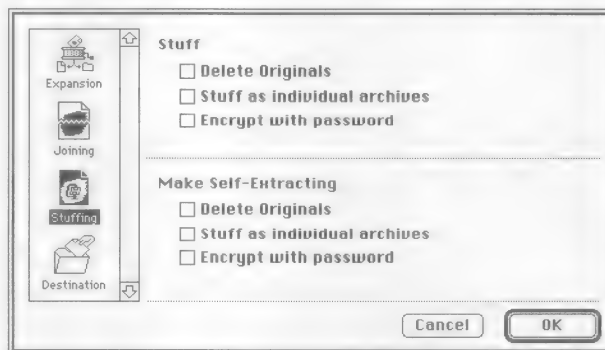 Expansion
Joining
Stuffing
Destination
Stuff
Delete Originals
Stuff as individual archives
Encrypt with password
Make Self-Extracting
Delete Originals
Stuff as individual archives
Encrypt with password
Cancel
OK